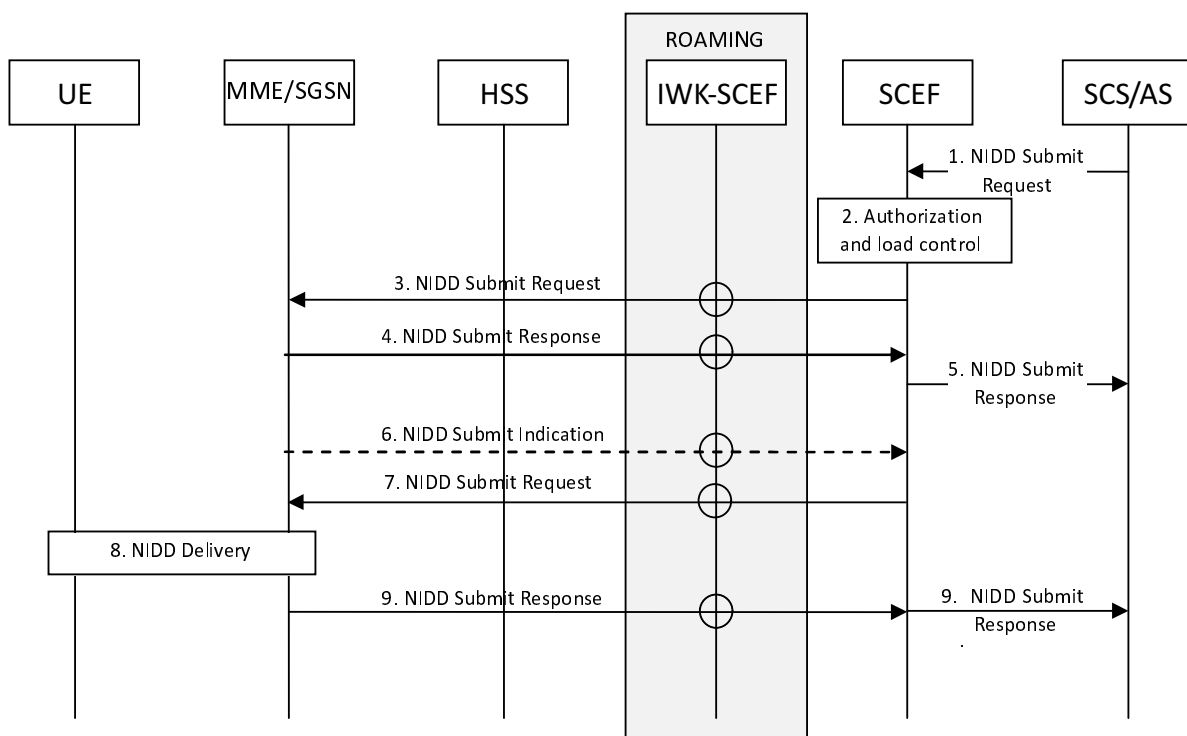 ROAMING
UE
MME/SGSN
HSS
IWK-SCEF
SCEF
SCS/AS
1. NIDD Submit
Request
2. Authorization
and load control
3. NIDD Submit Request
4. NIDD Submit Response
5. NIDD Submit
Response
6. NIDD Submit Indication
7. NIDD Submit Request
8. NIDD Delivery
9. NIDD Submit Response
9. NIDD Submit
Response
.